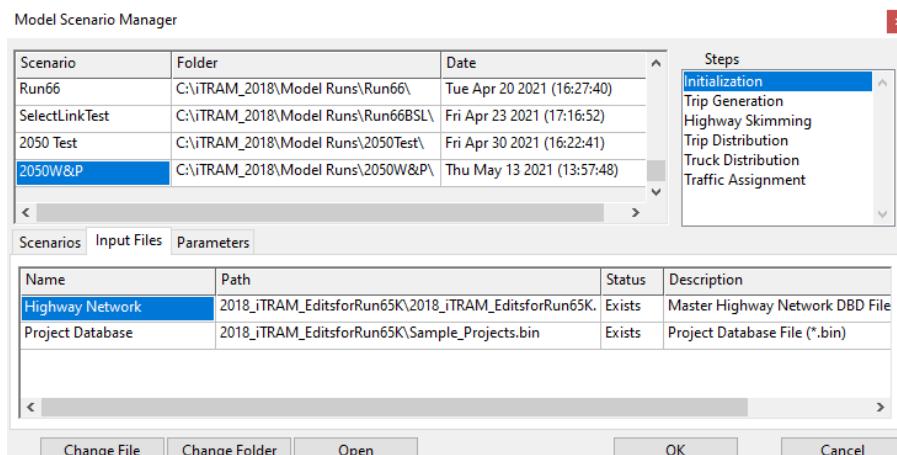 Model Scenario Manager
Scenario Folder Date
Run66 C:\iTRAM_2018\Model Runs\Run66\ Tue Apr 20 2021 (16:27:40)
SelectLinkTest C:\iTRAM_2018\Model Runs\Run66BSL\ Fri Apr 23 2021 (17:16:52)
2050 Test C:\iTRAM_2018\Model Runs\2050Test\ Fri Apr 30 2021 (16:22:41)
2050W&P C:\iTRAM_2018\Model Runs\2050W&P\ Thu May 13 2021 (13:57:48)
Steps
Initialization
Trip Generation
Highway Skimming
Trip Distribution
Truck Distribution
Traffic Assignment
Scenarios Input Files Parameters
Name Path Status Description
Highway Network 2018_iTRAM_EditsforRun65K\2018_iTRAM_EditsforRun65K. Exists Master Highway Network DBD File
Project Database 2018_iTRAM_EditsforRun65K\Sample_Projects.bin Exists Project Database File (*.bin)
Change File Change Folder Open OK Cancel